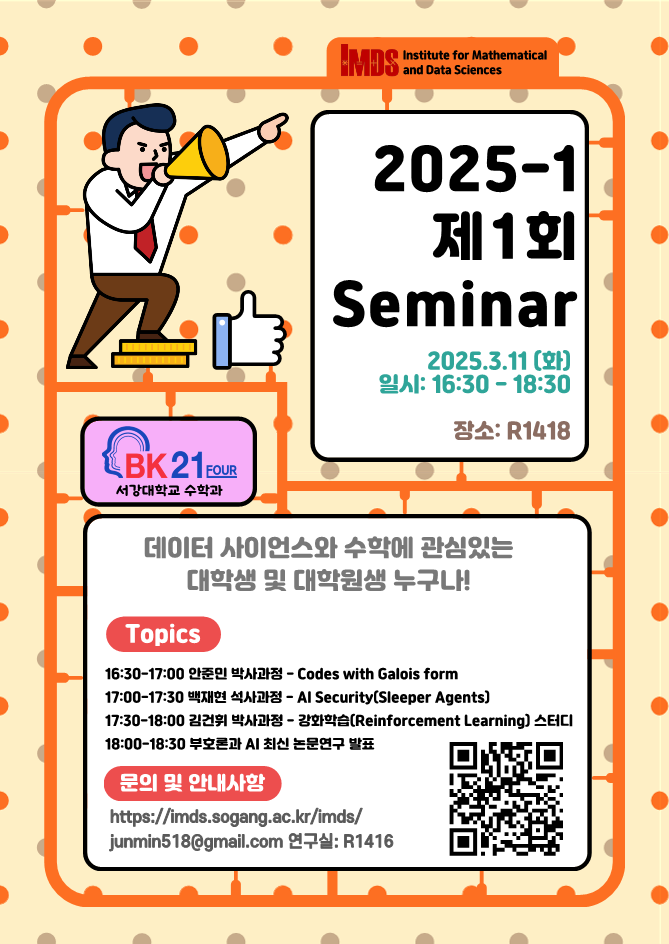 IMDS Institute for Mathematical
and Data Sciences
2025-1
제1회
Seminar
2025.3.11 (화)
일시: 16:30 - 18:30
장소: R1418
BK 21 FOUR
서강대학교 수학과
데이터 사이언스와 수학에 관심있는
대학생 및 대학원생 누구나!
Topics
16:30-17:00 안준민 박사과정 - Codes with Galois form
17:00-17:30 백재현 석사과정 - AI Security(Sleeper Agents)
17:30-18:00 김건휘 박사과정 - 강화학습(Reinforcement Learning) 스터디
18:00-18:30 부호론과 AI 최신 논문연구 발표
문의 및 안내사항
https://imds.sogang.ac.kr/imds/
junmin518@gmail.com 연구실: R1416